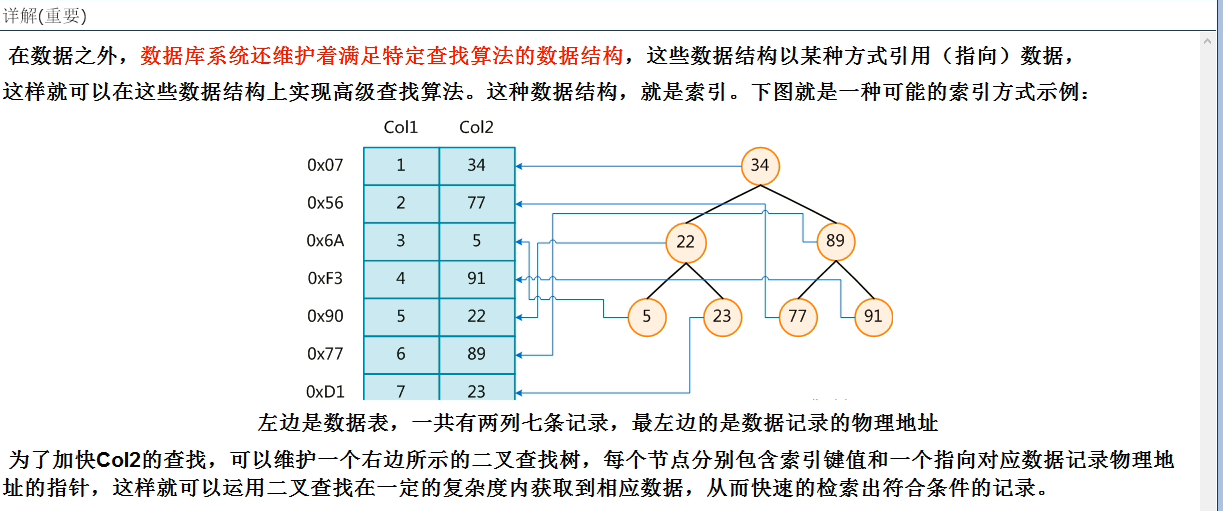 详解(重要)
在数据之外，数据库系统还维护着满足特定查找算法的数据结构，这些数据结构以某种方式引用（指向）数据，
这样就可以在这些数据结构上实现高级查找算法。这种数据结构，就是索引。下图就是一种可能的索引方式示例：
Col1 Col2
0x07 1 34 34
0x56 2 77
0x6A 3 5 22 89
0xF3 4 91
0x90 5 22 5 23 77 91
0x77 6 89
0xD1 7 23
左边是数据表，一共有两列七条记录，最左边的是数据记录的物理地址
为了加快Col2的查找，可以维护一个右边所示的二叉查找树，每个节点分别包含索引键值和一个指向对应数据记录物理地
址的指针，这样就可以运用二叉查找在一定的复杂度内获取到相应数据，从而快速的检索出符合条件的记录。